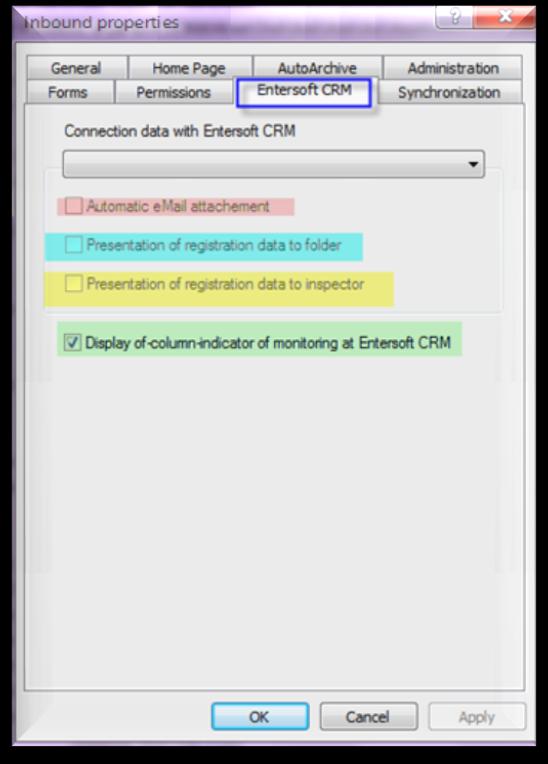 Inbound properties
General Home Page AutoArchive Administration
Forms Permissions Entersoft CRM Synchronization
Connection data with Entersoft CRM
Automatic eMail attachement
Presentation of registration data to folder
Presentation of registration data to inspector
Display of-column-indicator of monitoring at Entersoft CRM
OK Cancel Apply